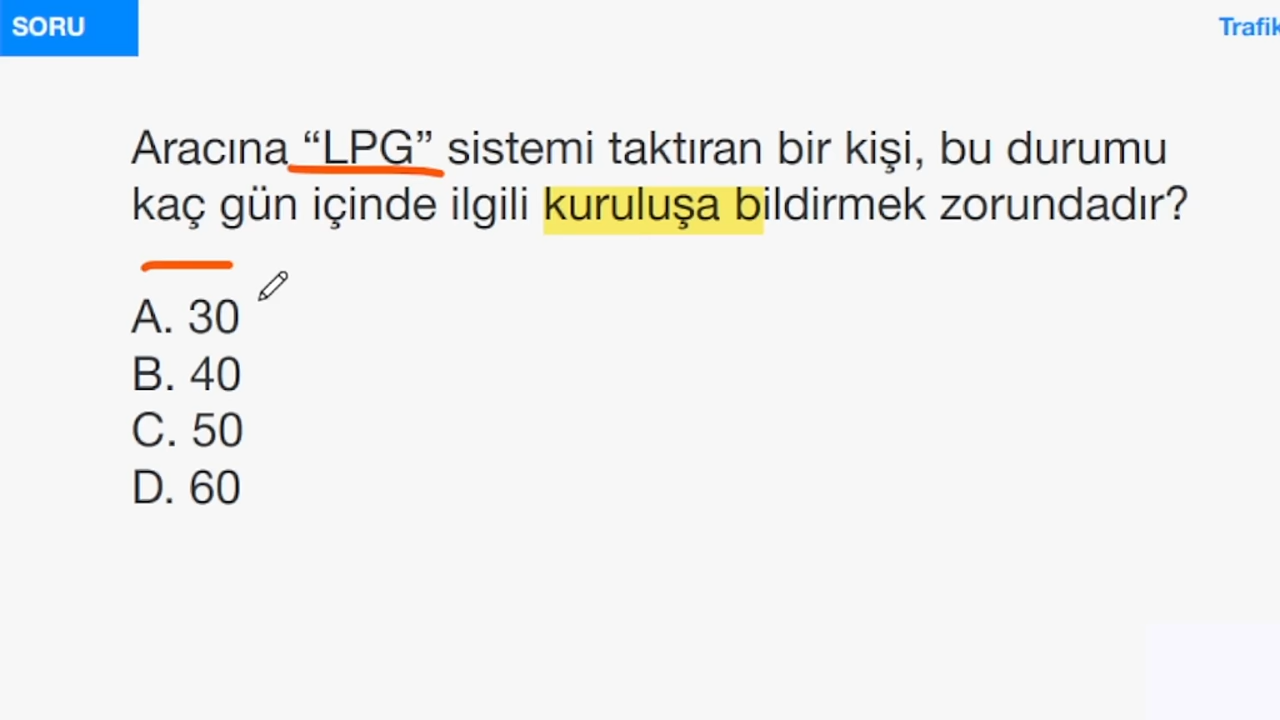 SORU
Trafik
Aracına “LPG” sistemi taktıran bir kişi, bu durumu
kaç gün içinde ilgili kuruluşa bildirmek zorundadır?
A. 30
B. 40
C. 50
D. 60